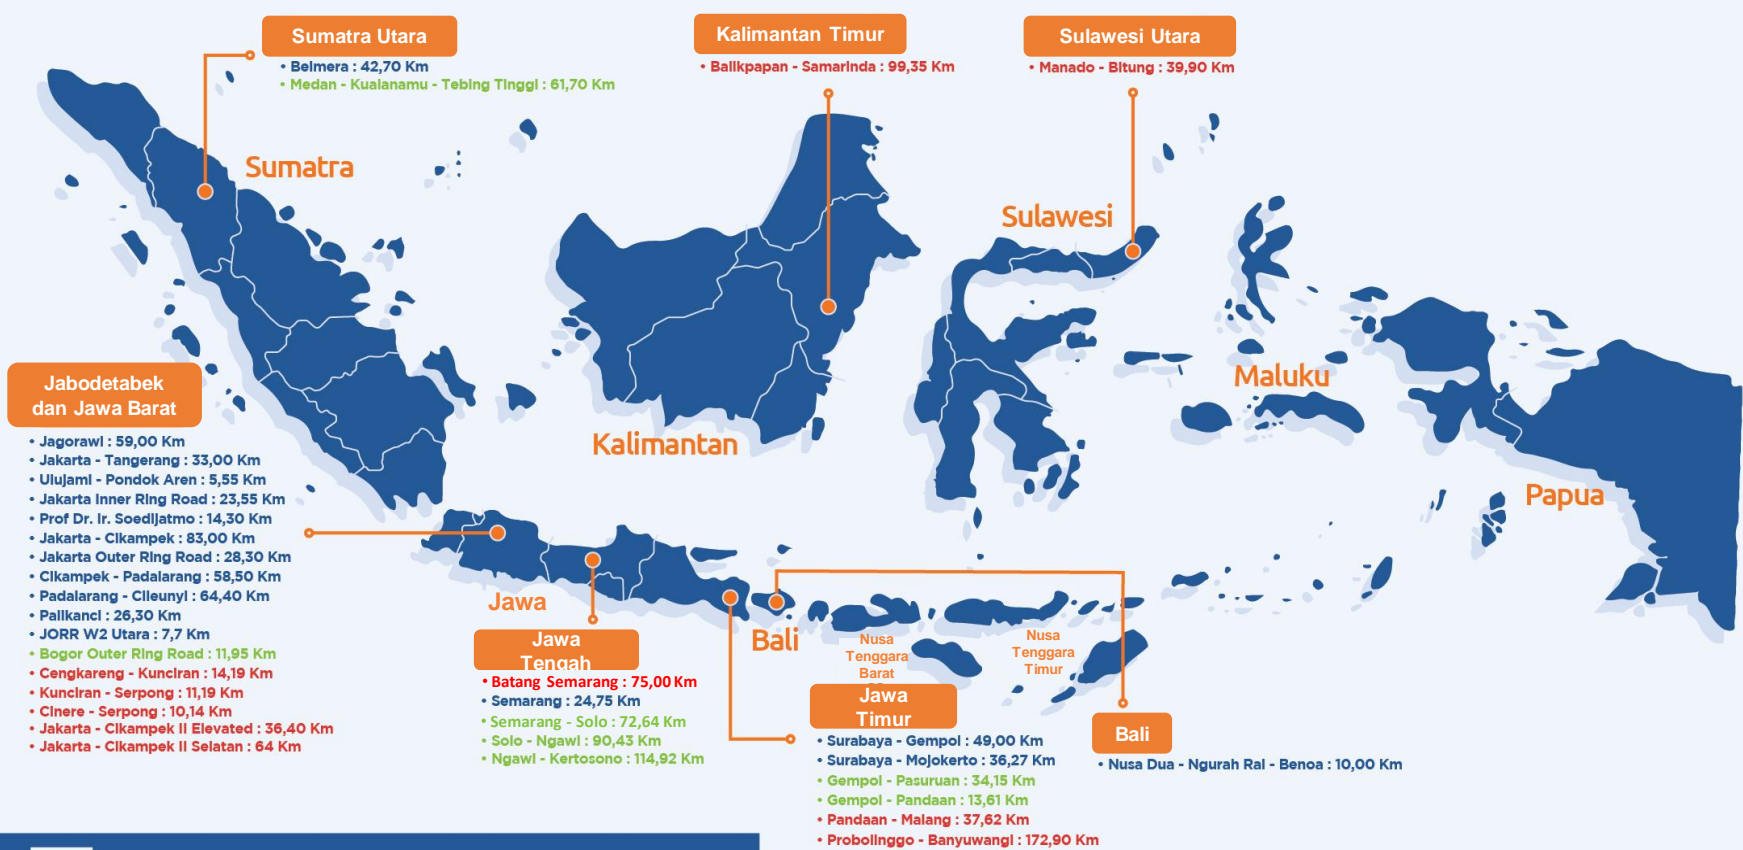 Sumatra Utara
• Belmera : 42,70 Km
• Medan - Kualanamu - Tebing Tinggi : 61,70 Km
Kalimantan Timur
• Balikpapan - Samarinda : 99,35 Km
Sulawesi Utara
• Manado - Bitung : 39,90 Km
Sumatra
Sulawesi
Kalimantan
Maluku
Papua
Jabodetabek
dan Jawa Barat
• Jagorawi : 59,00 Km
• Jakarta - Tangerang : 33,00 Km
• Ulujami - Pondok Aren : 5,55 Km
• Jakarta Inner Ring Road : 23,55 Km
• Prof Dr. Ir. Soedijatmo : 14,30 Km
• Jakarta - Cikampek : 83,00 Km
• Jakarta Outer Ring Road : 28,30 Km
• Cikampek - Padalarang : 58,50 Km
• Padalarang - Cileunyi : 64,40 Km
• Palikanci : 26,30 Km
• JORR W2 Utara : 7,7 Km
• Bogor Outer Ring Road : 11,95 Km
• Cengkareng - Kunciran : 14,19 Km
• Kunciran - Serpong : 11,19 Km
• Cinere - Serpong : 10,14 Km
• Jakarta - Cikampek II Elevated : 36,40 Km
• Jakarta - Cikampek II Selatan : 64 Km
Jawa
Jawa
Tengah
• Batang Semarang : 75,00 Km
• Semarang : 24,75 Km
• Semarang - Solo : 72,64 Km
• Solo - Ngawi : 90,43 Km
• Ngawi - Kertosono : 114,92 Km
Bali
Nusa
Tenggara
Barat
Nusa
Tenggara
Timur
Jawa
Timur
• Surabaya - Gempol : 49,00 Km
• Surabaya - Mojokerto : 36,27 Km
• Gempol - Pasuruan : 34,15 Km
• Gempol - Pandaan : 13,61 Km
• Pandaan - Malang : 37,62 Km
• Probolinggo - Banyuwangi : 172,90 Km
Bali
• Nusa Dua - Ngurah Rai - Benoa : 10,00 Km